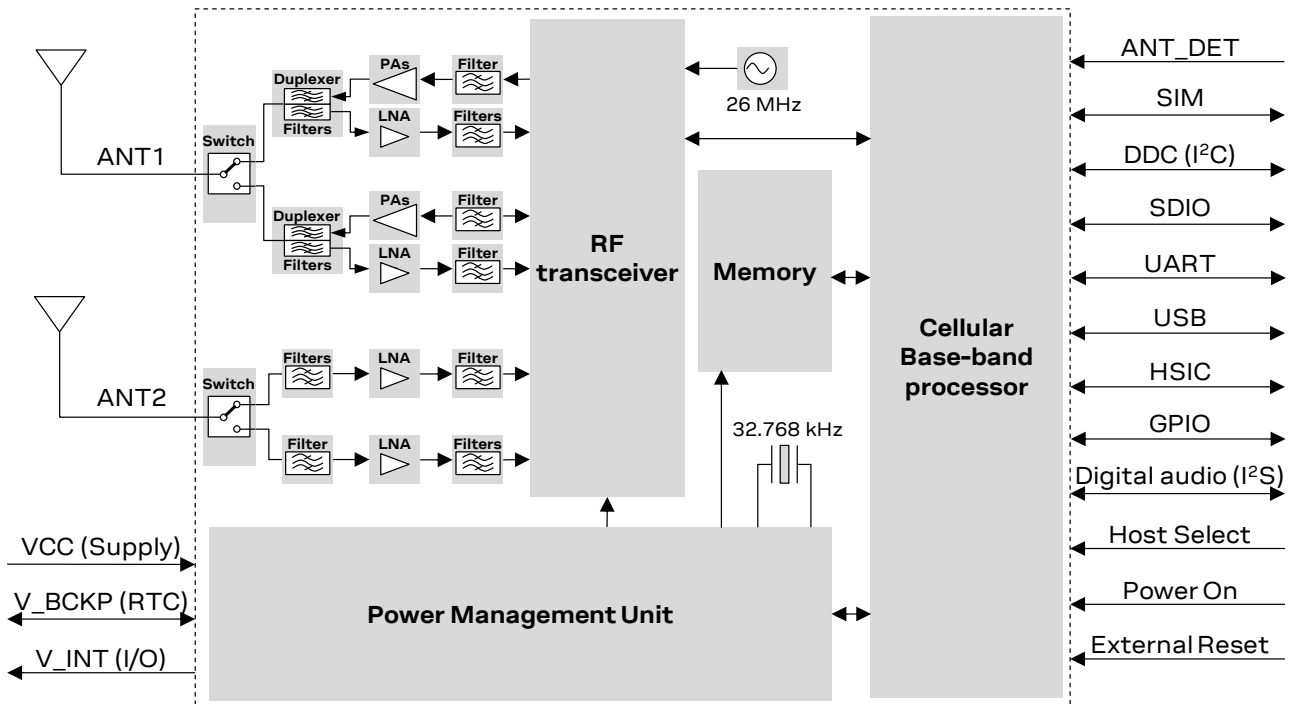 ANT1
Switch
Duplexer
Filters
PAs
Filter
LNA
Filters
Duplexer
Filters
PAs
Filter
LNA
Filter
ANT2
Switch
Filters
LNA
Filter
Filter
LNA
Filters
RF
transceiver
26 MHz
Memory
32.768 kHz
Cellular
Base-band
processor
Power Management Unit
VCC (Supply)
V_BCKP (RTC)
V_INT (I/O)
ANT_DET
SIM
DDC (I²C)
SDIO
UART
USB
HSIC
GPIO
Digital audio (I²S)
Host Select
Power On
External Reset